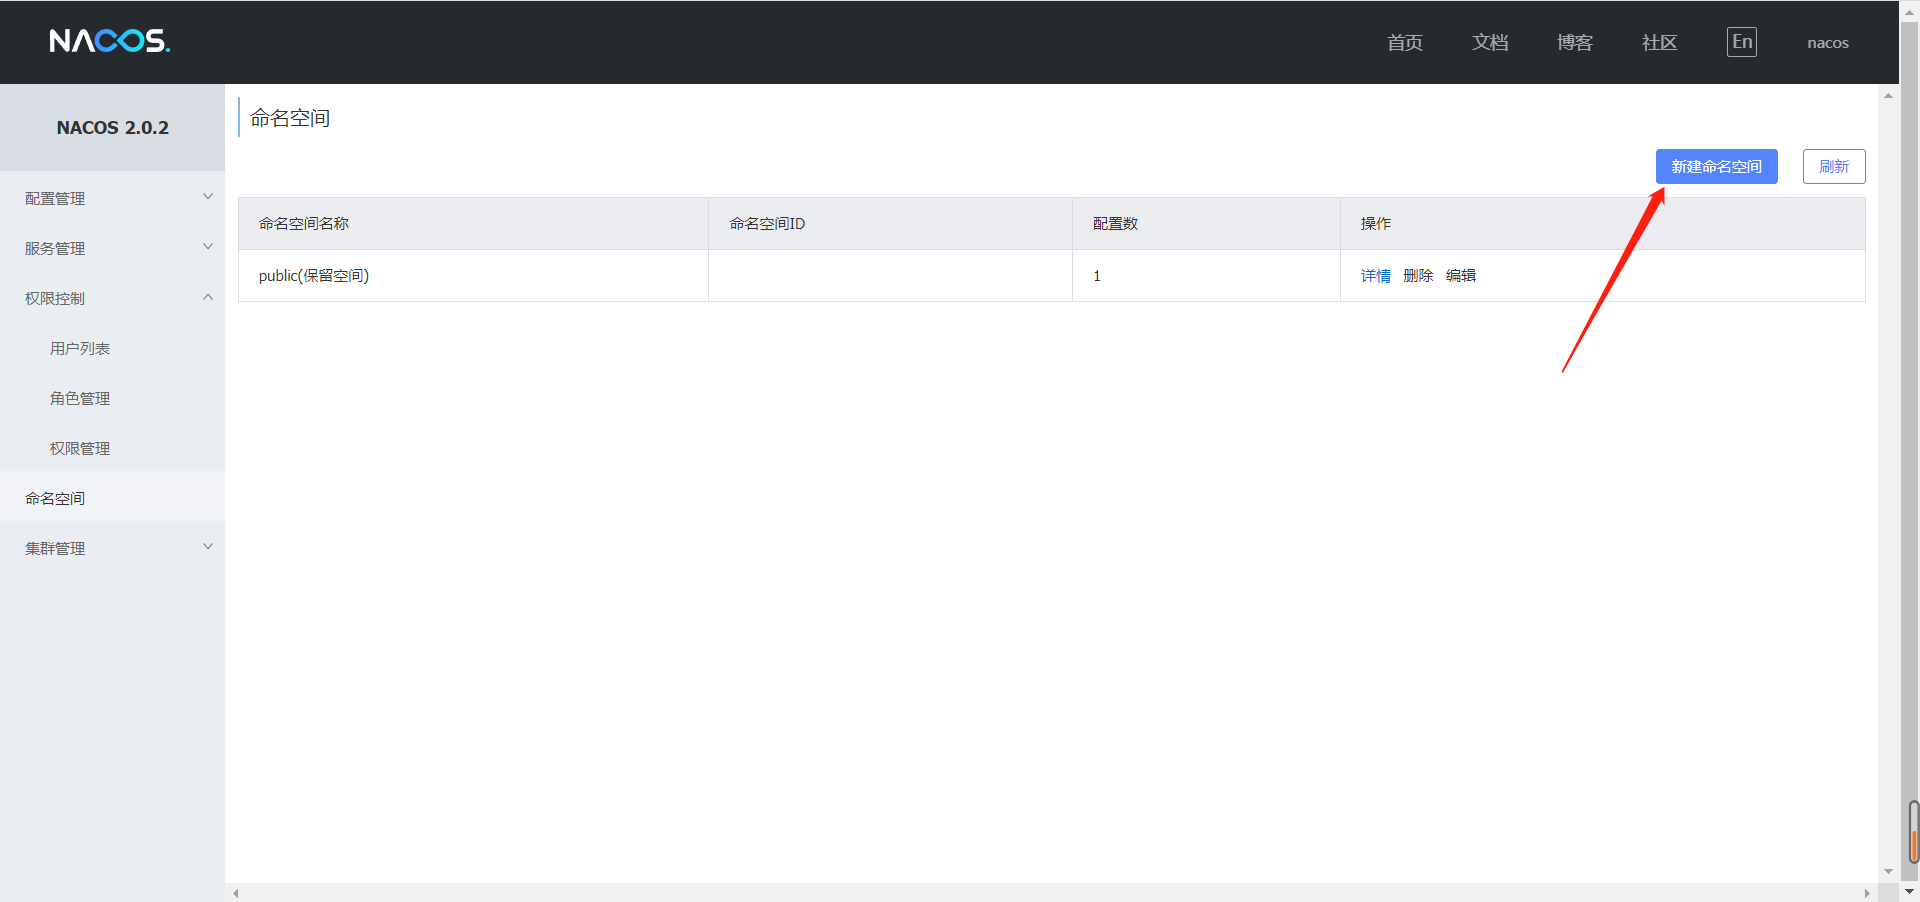 NACOS.
首页 文档 博客 社区 En nacos
NACOS 2.0.2
配置管理
服务管理
权限控制
用户列表
角色管理
权限管理
命名空间
集群管理
命名空间
新建命名空间 刷新
命名空间名称 命名空间ID 配置数 操作
public(保留空间) 1 详情 删除 编辑